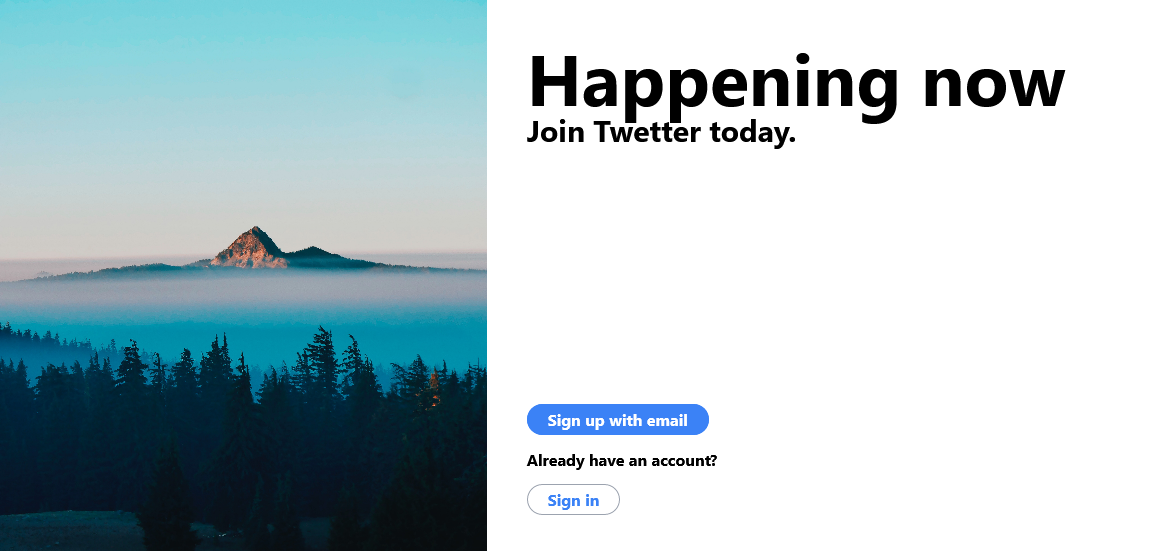 Happening now
Join Twetter today.
Sign up with email
Already have an account?
Sign in